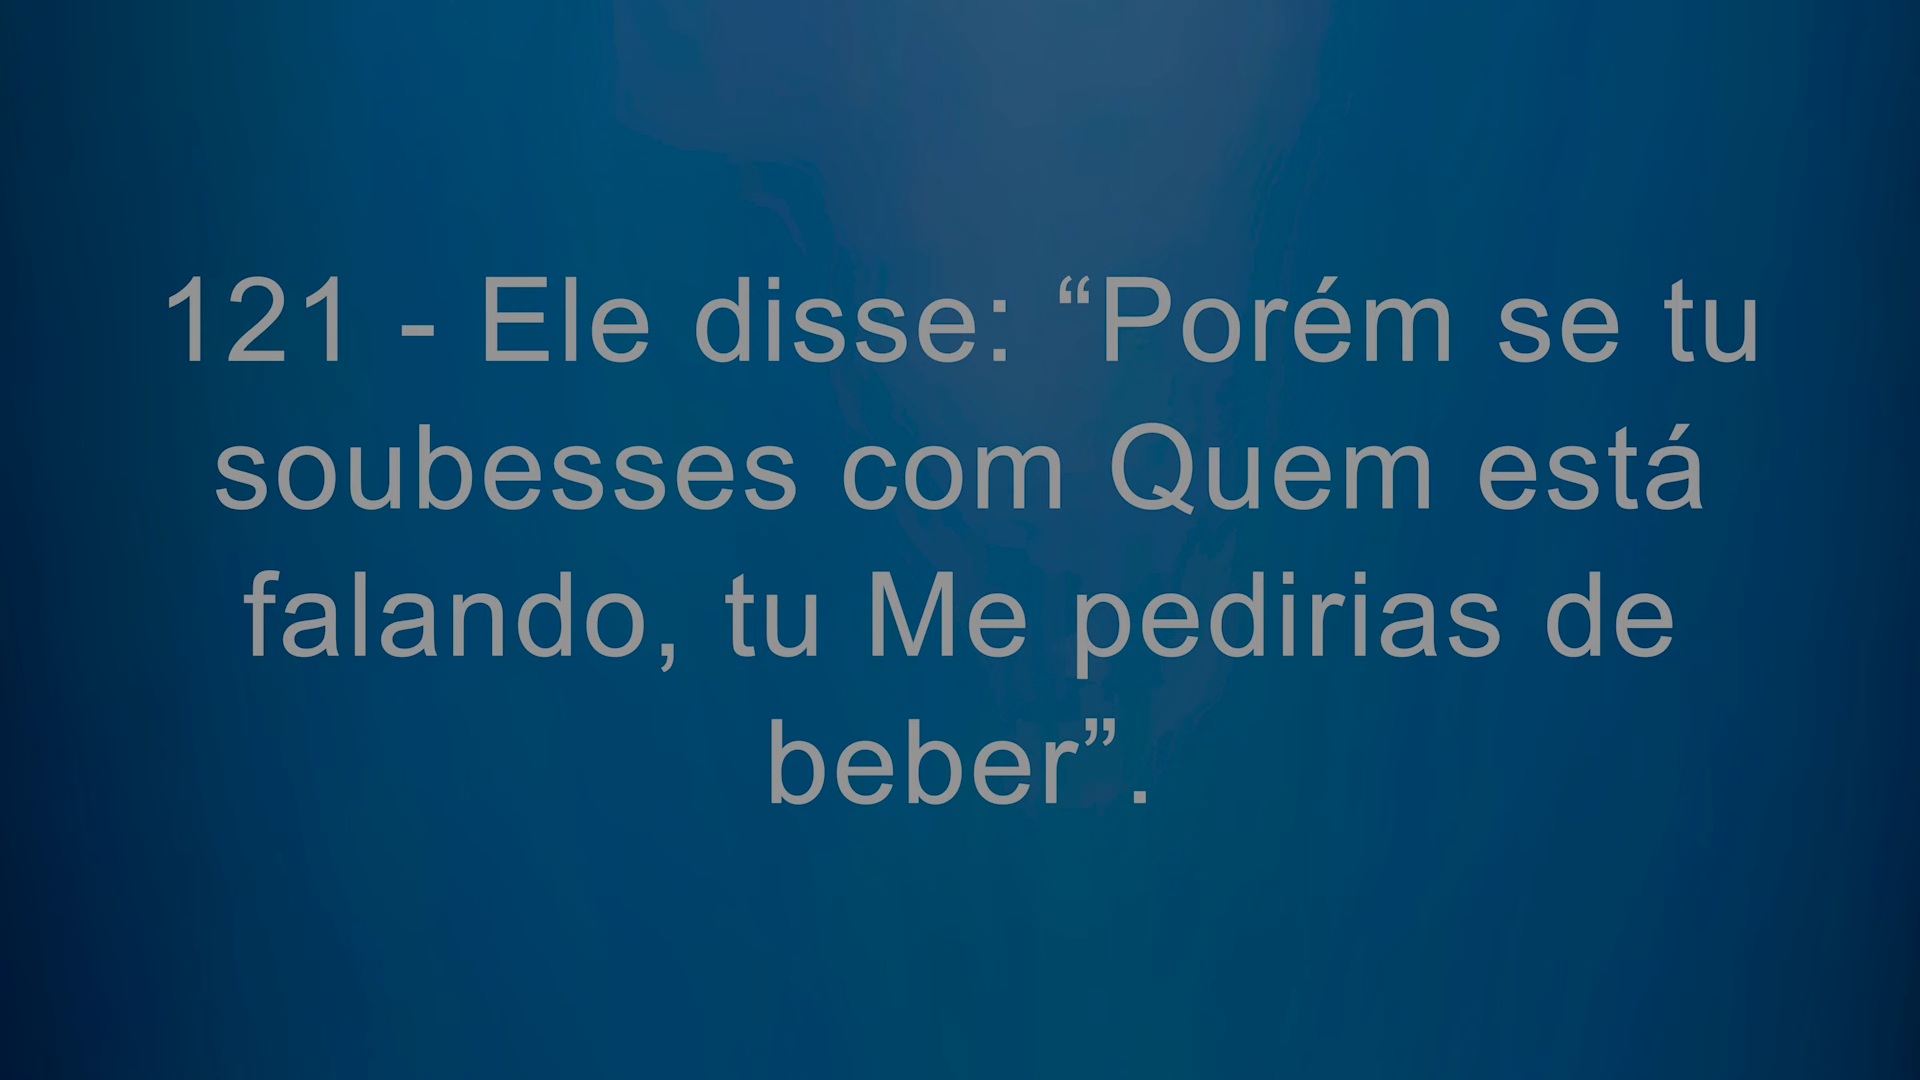 121 - Ele disse: “Porém se tu
soubesses com Quem está
falando, tu Me pedirias de
beber”.